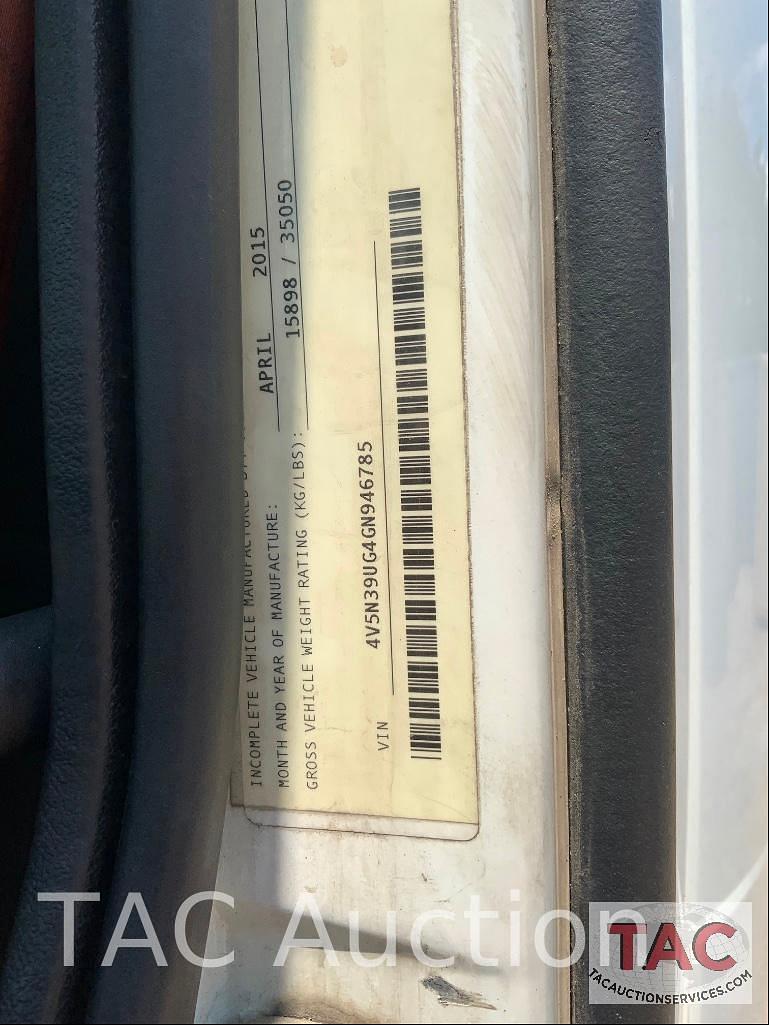 INCOMPLETE VEHICLE MANUFACTURED BY:
MONTH AND YEAR OF MANUFACTURE: APRIL 2015
GROSS VEHICLE WEIGHT RATING (KG/LBS): 15898 / 35050
VIN 4V5N39UG4GN946785
TAC Auction
TAC
TACAUCTIONSERVICES.COM